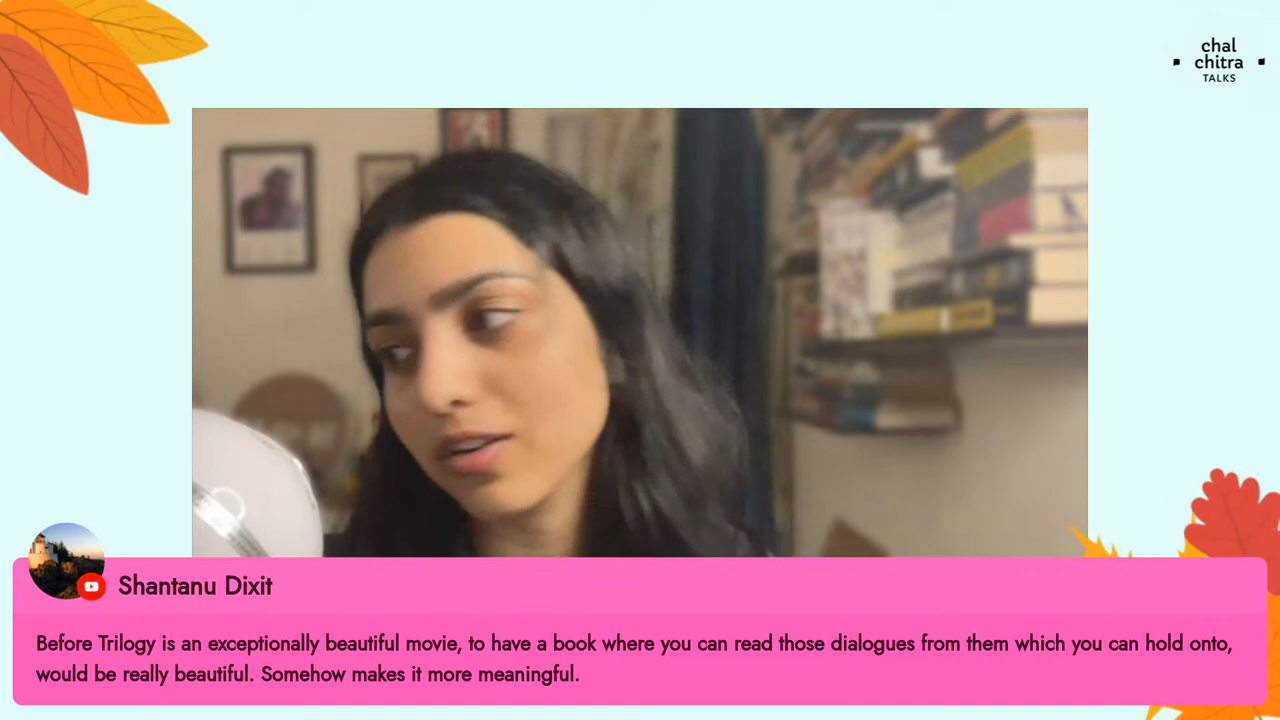 chal
chitra
TALKS
Shantanu Dixit
Before Trilogy is an exceptionally beautiful movie, to have a book where you can read those dialogues from them which you can hold onto,
would be really beautiful. Somehow makes it more meaningful.